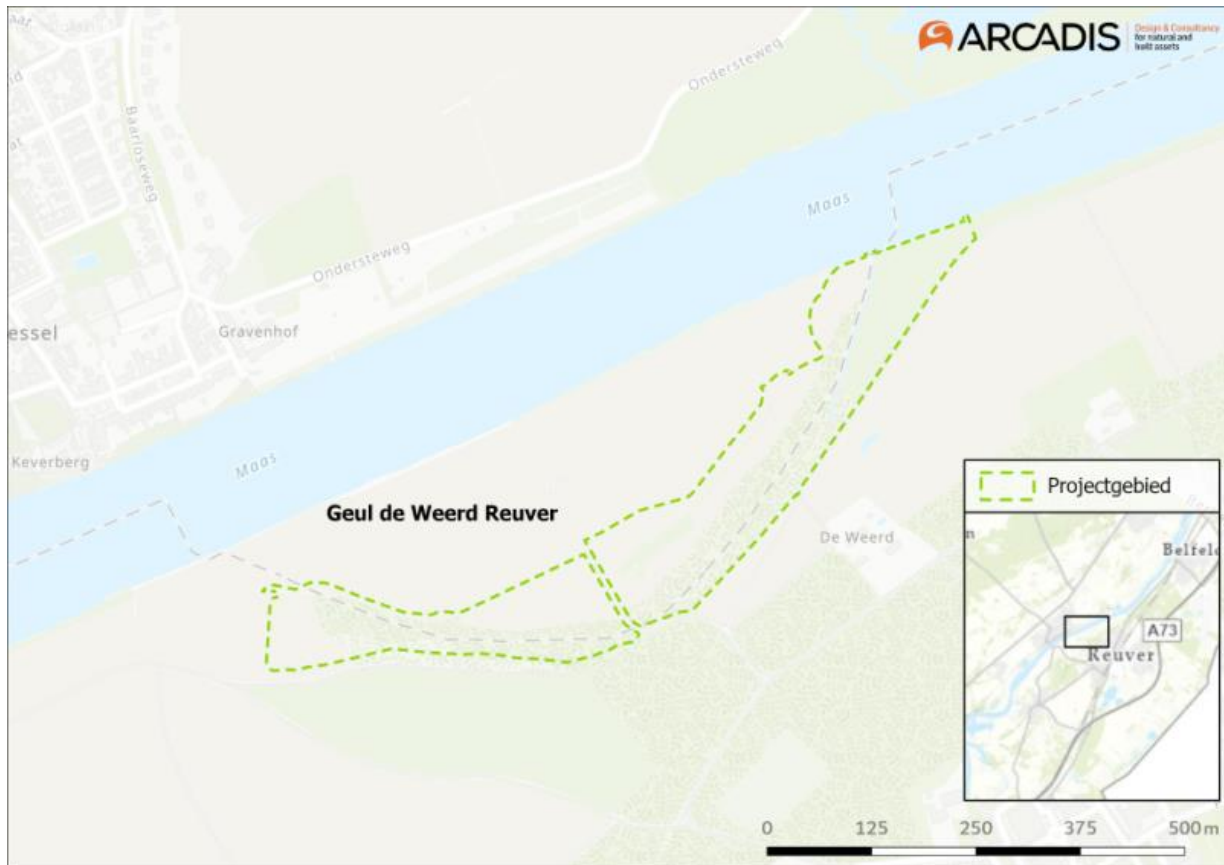 aat
ARCADIS
Design & Consultancy
for natural and
built assets
Baarloseweg
Ondersteweg
Maas
Ondersteweg
essel
Gravenhof
Keverberg
Maas
Geul de Weerd Reuver
De Weerd
Projectgebied
n
Belfeld
A73
Reuver
0 125 250 375 500 m